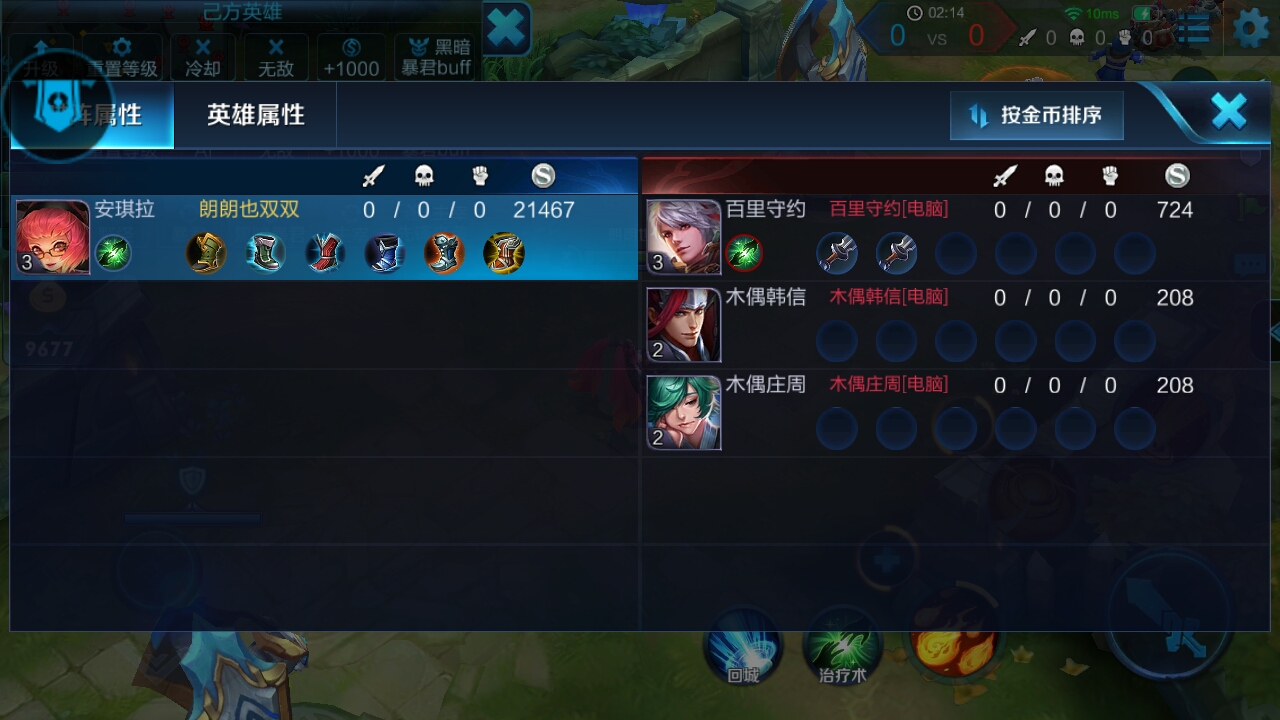 己方英雄
升级 重置等级 冷却 无敌 +1000 黑暗暴君buff
02:14
10ms
0 VS 0
0 0 0
阵属性 英雄属性 按金币排序
3 安琪拉 朗朗也双双 0 / 0 / 0 21467
3 百里守约 百里守约[电脑] 0 / 0 / 0 724
2 木偶韩信 木偶韩信[电脑] 0 / 0 / 0 208
2 木偶庄周 木偶庄周[电脑] 0 / 0 / 0 208
9677
回城 治疗术